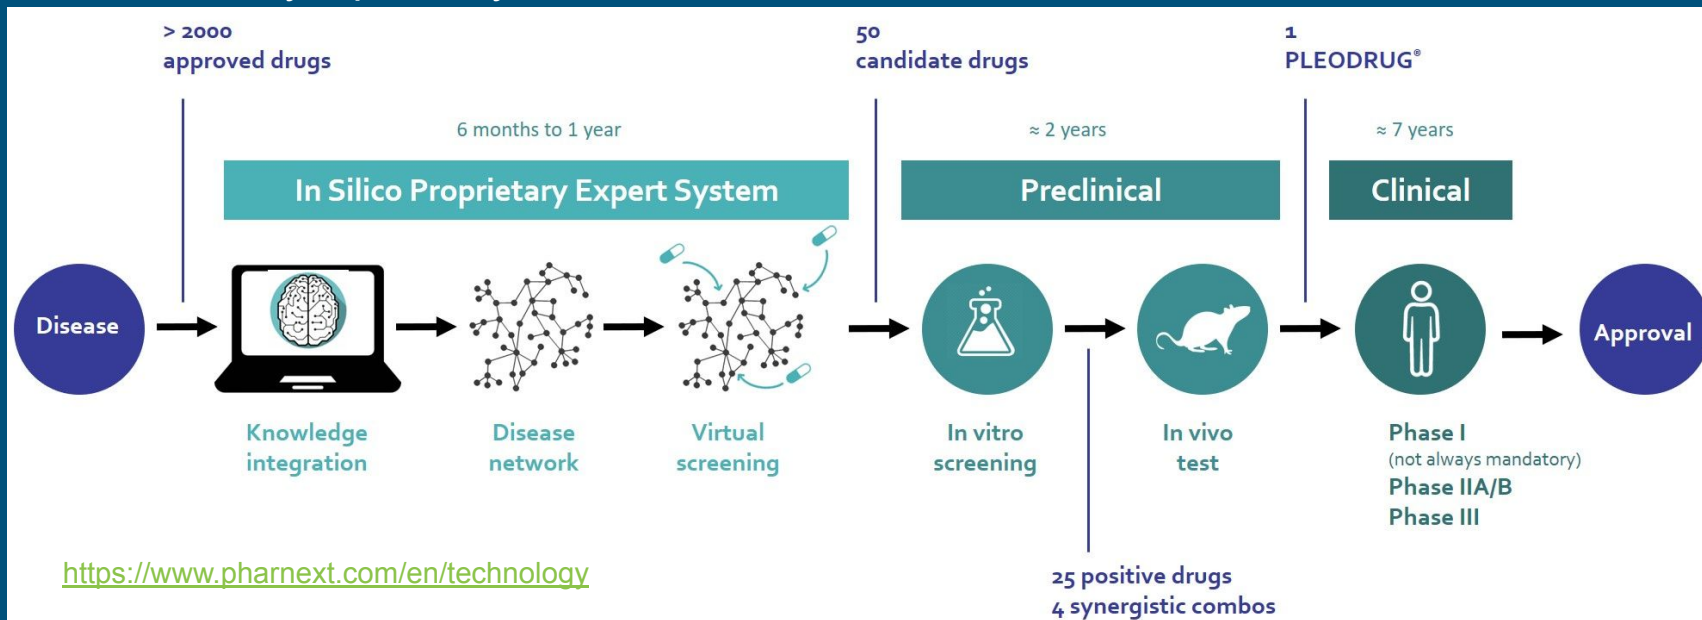 > 2000
approved drugs
50
candidate drugs
1
PLEODRUG®
6 months to 1 year
≈ 2 years
≈ 7 years
In Silico Proprietary Expert System
Preclinical
Clinical
Disease
Approval
Knowledge
integration
Disease
network
Virtual
screening
In vitro
screening
In vivo
test
Phase I
(not always mandatory)
Phase IIA/B
Phase III
https://www.pharnext.com/en/technology
25 positive drugs
4 synergistic combos